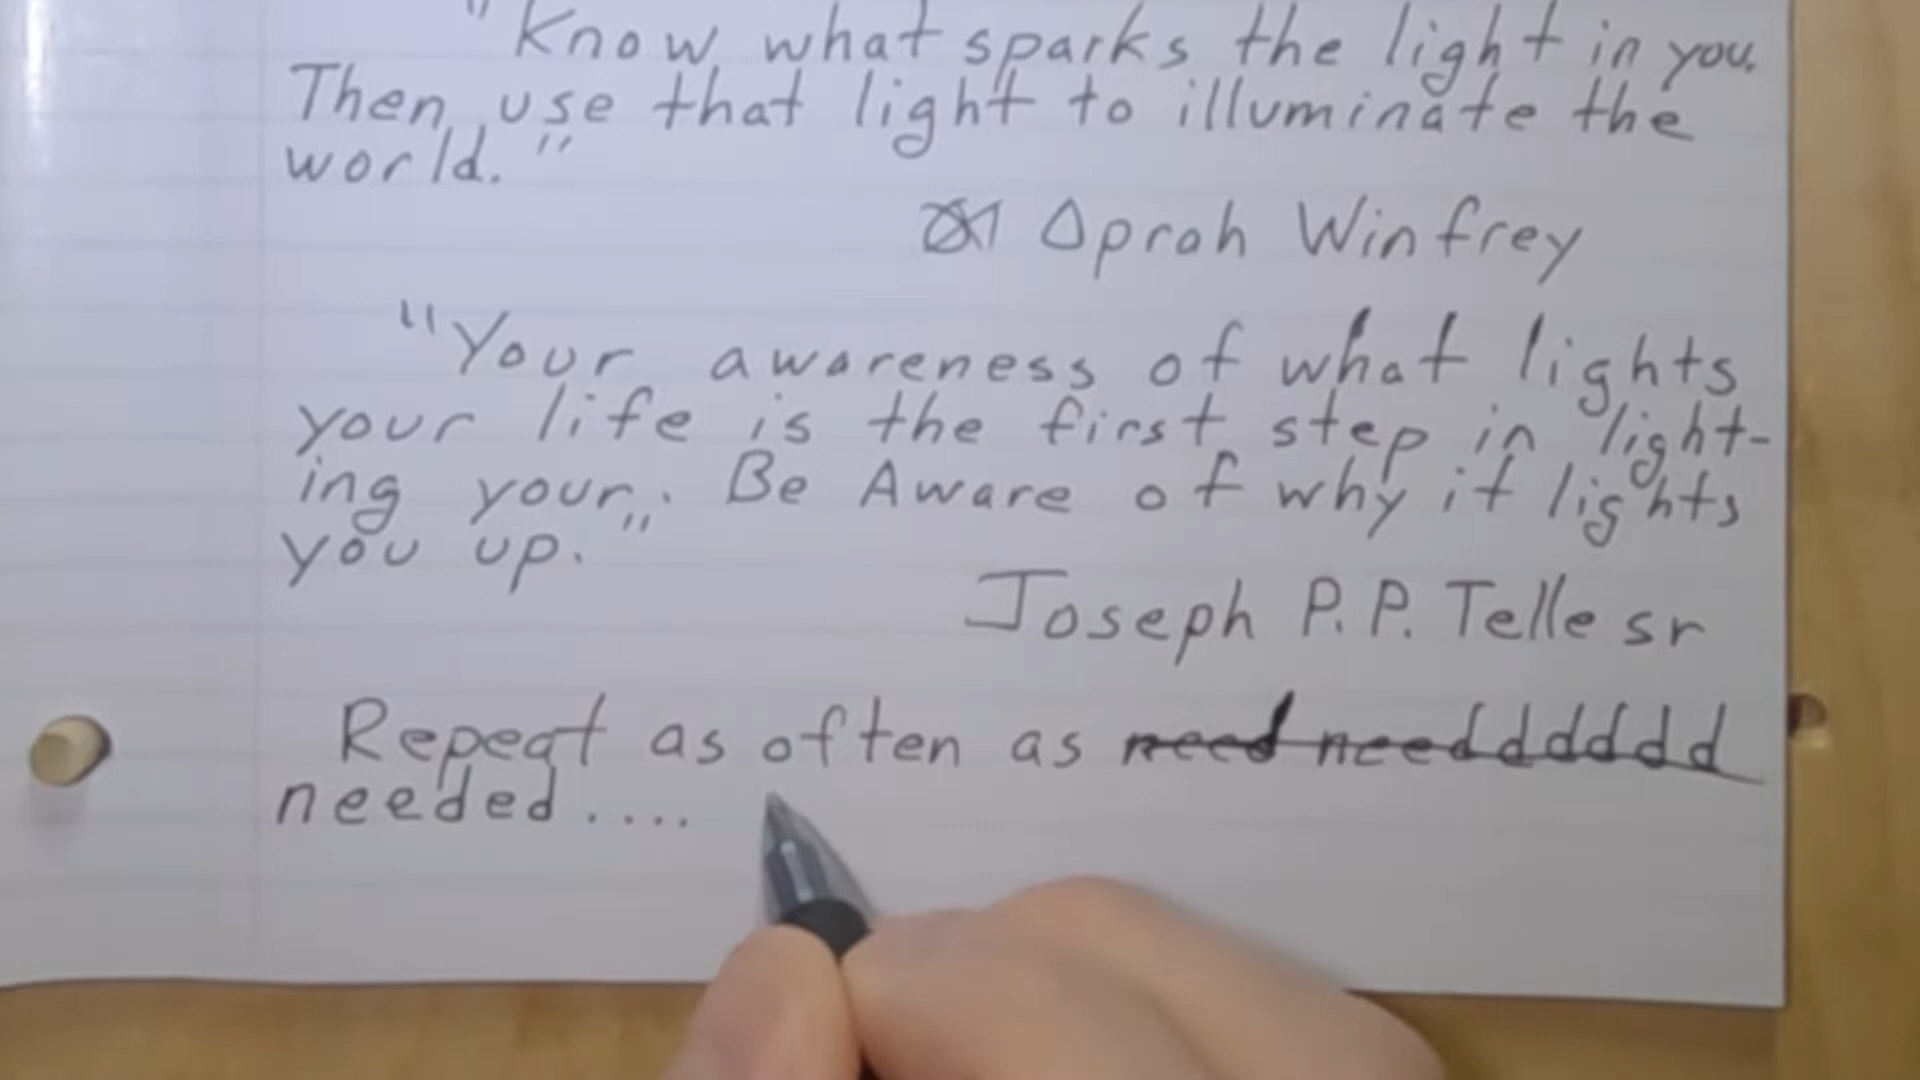 "Know what sparks the light in you.
Then use that light to illuminate the
world."
Oprah Winfrey
"Your awareness of what lights
your life is the first step in light-
ing your. Be Aware of why it lights
you up."
Joseph P.P. Telle sr
Repeat as often as need needddddd
needed....